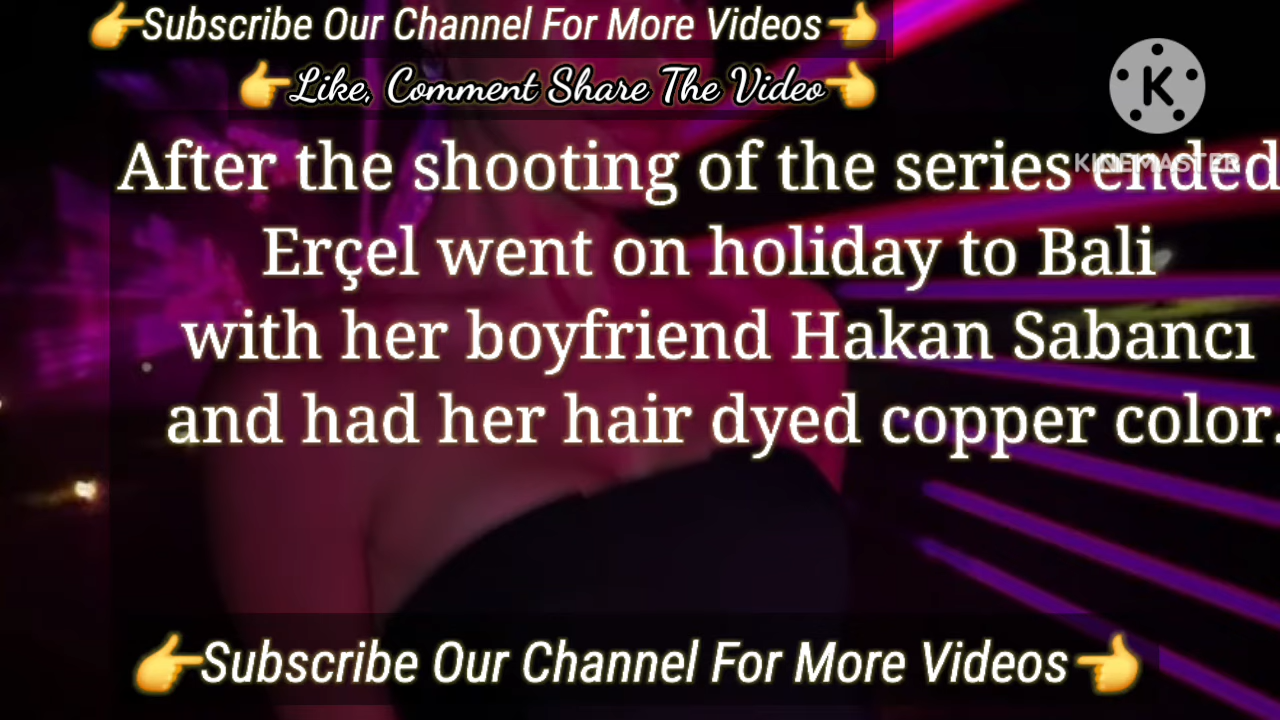 👉Subscribe Our Channel For More Videos👈
👉Like, Comment Share The Video👈
After the shooting of the series ended
Erçel went on holiday to Bali
with her boyfriend Hakan Sabancı
and had her hair dyed copper color.
K
KINEMASTER
👉Subscribe Our Channel For More Videos👈